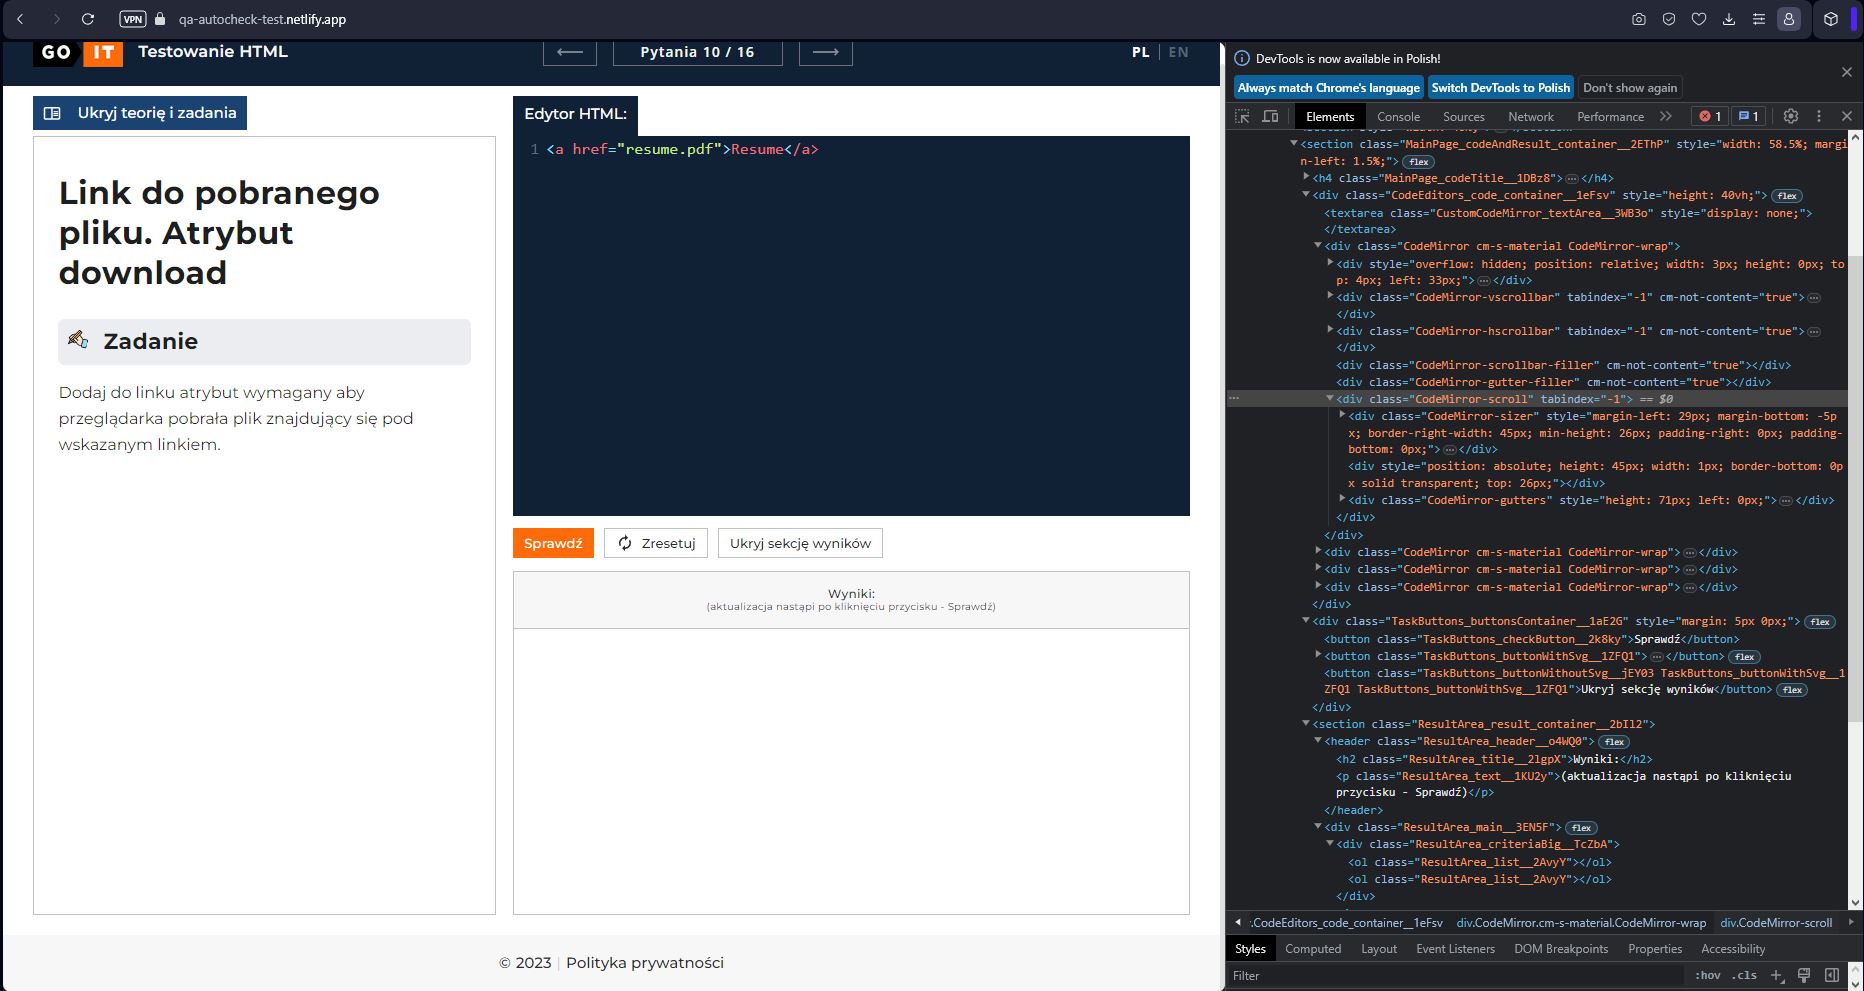 VPN qa-autocheck-test.netlify.app
GO IT Testowanie HTML Pytania 10 / 16 PL EN
Ukryj teorię i zadania
Link do pobranego
pliku. Atrybut
download
Zadanie
Dodaj do linku atrybut wymagany aby
przeglądarka pobrała plik znajdujący się pod
wskazanym linkiem.
Edytor HTML:
1 <a href="resume.pdf">Resume</a>
Sprawdź Zresetuj Ukryj sekcję wyników
Wyniki:
(aktualizacja nastąpi po kliknięciu przycisku - Sprawdź)
© 2023 Polityka prywatności
DevTools is now available in Polish!
Always match Chrome's language Switch DevTools to Polish Don't show again
Elements Console Sources Network Performance 1 1
<section class="MainPage_codeAndResult_container__2EThP" style="width: 58.5%; margi
n-left: 1.5%;"> flex
<h4 class="MainPage_codeTitle__1DBz8"> … </h4>
<div class="CodeEditors_code_container__1eFsv" style="height: 40vh;"> flex
<textarea class="CustomCodeMirror_textArea__3WB3o" style="display: none;">
</textarea>
<div class="CodeMirror cm-s-material CodeMirror-wrap">
<div style="overflow: hidden; position: relative; width: 3px; height: 0px; to
p: 4px; left: 33px;"> … </div>
<div class="CodeMirror-vscrollbar" tabindex="-1" cm-not-content="true"> …
</div>
<div class="CodeMirror-hscrollbar" tabindex="-1" cm-not-content="true"> …
</div>
<div class="CodeMirror-scrollbar-filler" cm-not-content="true"></div>
<div class="CodeMirror-gutter-filler" cm-not-content="true"></div>
<div class="CodeMirror-scroll" tabindex="-1"> == $0
<div class="CodeMirror-sizer" style="margin-left: 29px; margin-bottom: -5p
x; border-right-width: 45px; min-height: 26px; padding-right: 0px; padding-
bottom: 0px;"> … </div>
<div style="position: absolute; height: 45px; width: 1px; border-bottom: 0p
x solid transparent; top: 26px;"></div>
<div class="CodeMirror-gutters" style="height: 71px; left: 0px;"> … </div>
</div>
</div>
<div class="CodeMirror cm-s-material CodeMirror-wrap"> … </div>
<div class="CodeMirror cm-s-material CodeMirror-wrap"> … </div>
<div class="CodeMirror cm-s-material CodeMirror-wrap"> … </div>
</div>
<div class="TaskButtons_buttonsContainer__1aE2G" style="margin: 5px 0px;"> flex
<button class="TaskButtons_checkButton__2k8ky">Sprawdź</button>
<button class="TaskButtons_buttonWithSvg__1ZFQ1"> … </button> flex
<button class="TaskButtons_buttonWithoutSvg__jEY03 TaskButtons_buttonWithSvg__1
ZFQ1 TaskButtons_buttonWithSvg__1ZFQ1">Ukryj sekcję wyników</button> flex
</div>
<section class="ResultArea_result_container__2bIl2">
<header class="ResultArea_header__o4WQ0"> flex
<h2 class="ResultArea_title__2lgpX">Wyniki:</h2>
<p class="ResultArea_text__1KU2y">(aktualizacja nastąpi po kliknięciu
przycisku - Sprawdź)</p>
</header>
<div class="ResultArea_main__3EN5F"> flex
<div class="ResultArea_criteriaBig__TcZbA">
<ol class="ResultArea_list__2AvyY"></ol>
<ol class="ResultArea_list__2AvyY"></ol>
</div>
.CodeEditors_code_container__1eFsv div.CodeMirror.cm-s-material.CodeMirror-wrap div.CodeMirror-scroll
Styles Computed Layout Event Listeners DOM Breakpoints Properties Accessibility
Filter :hov .cls